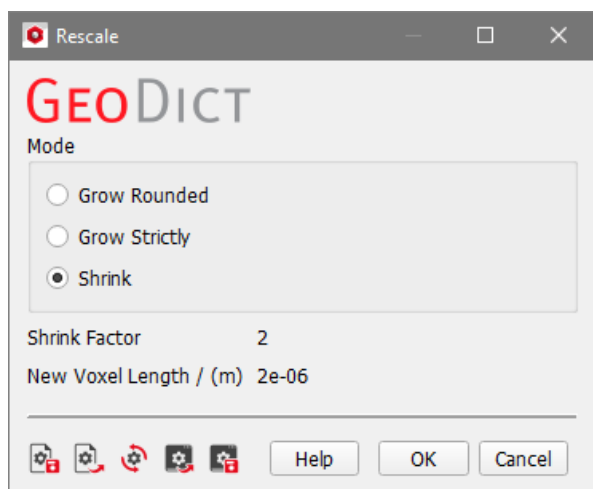 Rescale
GEODICT
Mode
Grow Rounded
Grow Strictly
Shrink
Shrink Factor 2
New Voxel Length / (m) 2e-06
Help OK Cancel